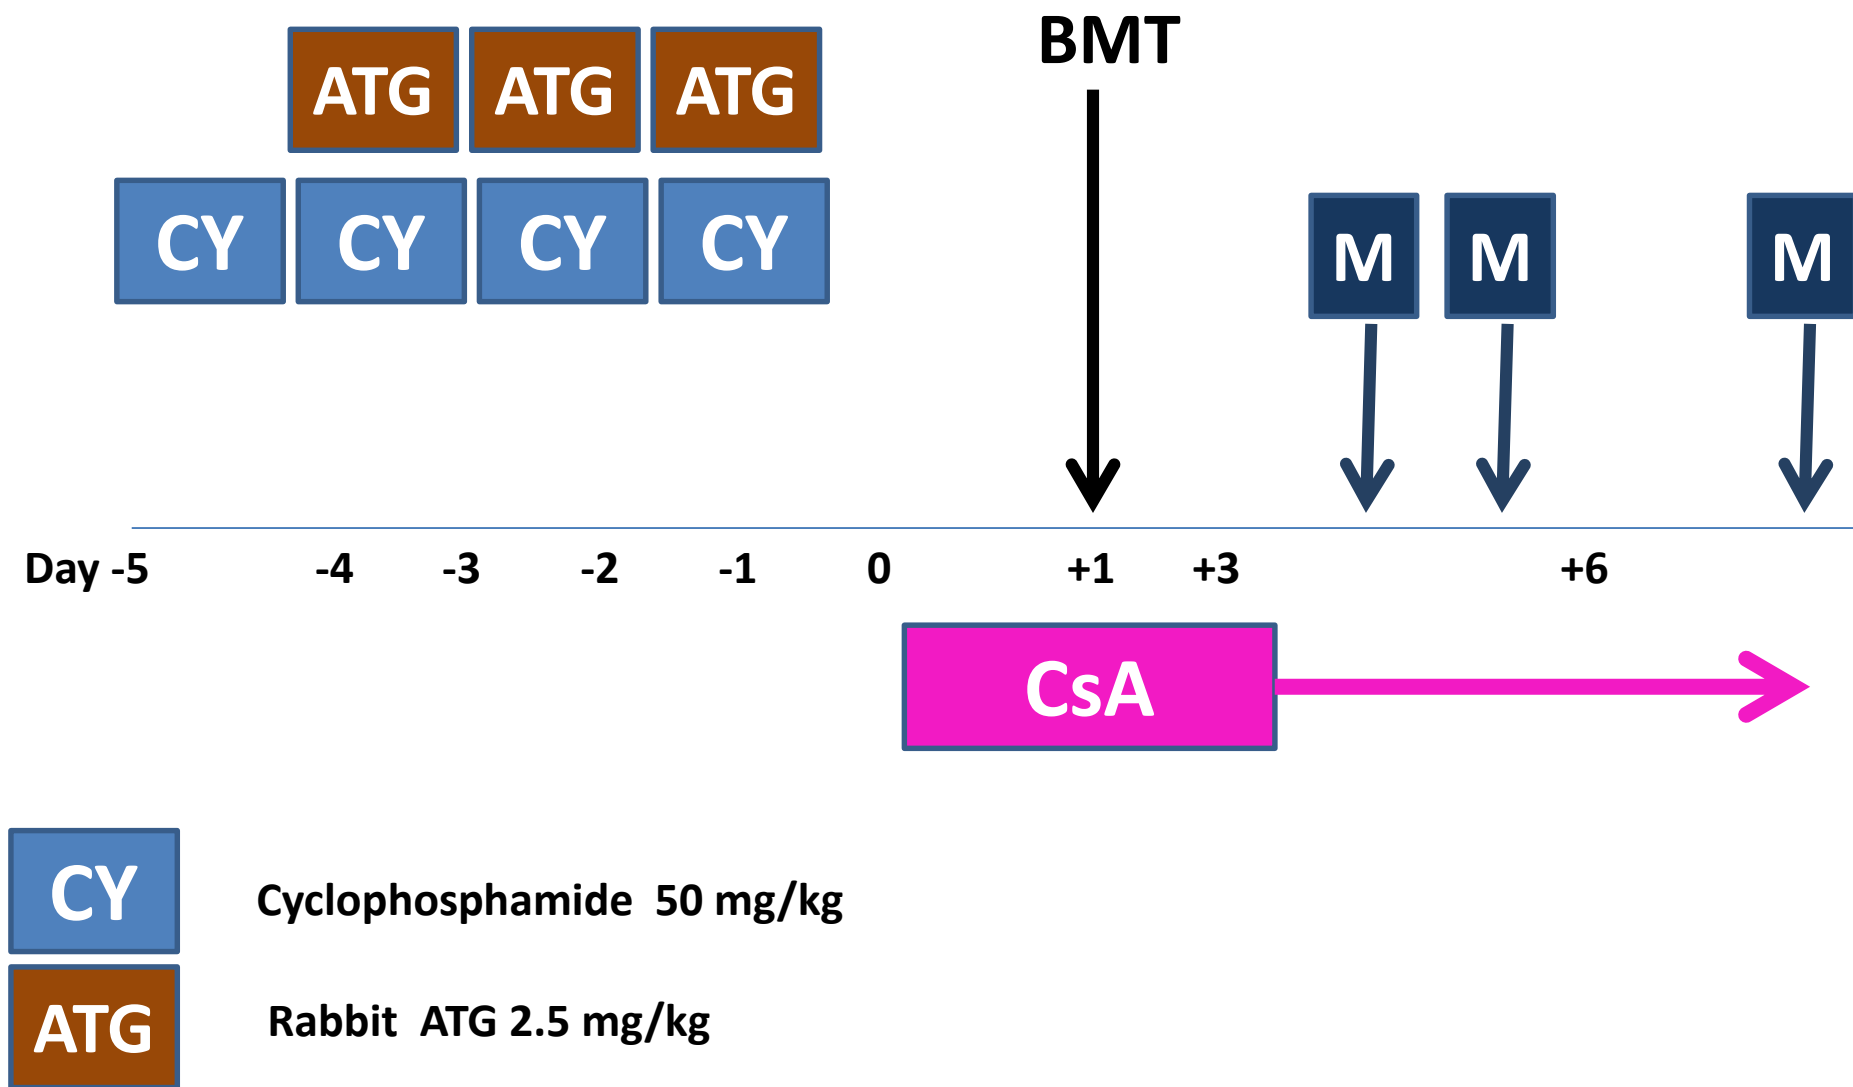 BMT
ATG ATG ATG
CY CY CY CY
M M M
Day -5 -4 -3 -2 -1 0 +1 +3 +6
CsA
CY Cyclophosphamide 50 mg/kg
ATG Rabbit ATG 2.5 mg/kg